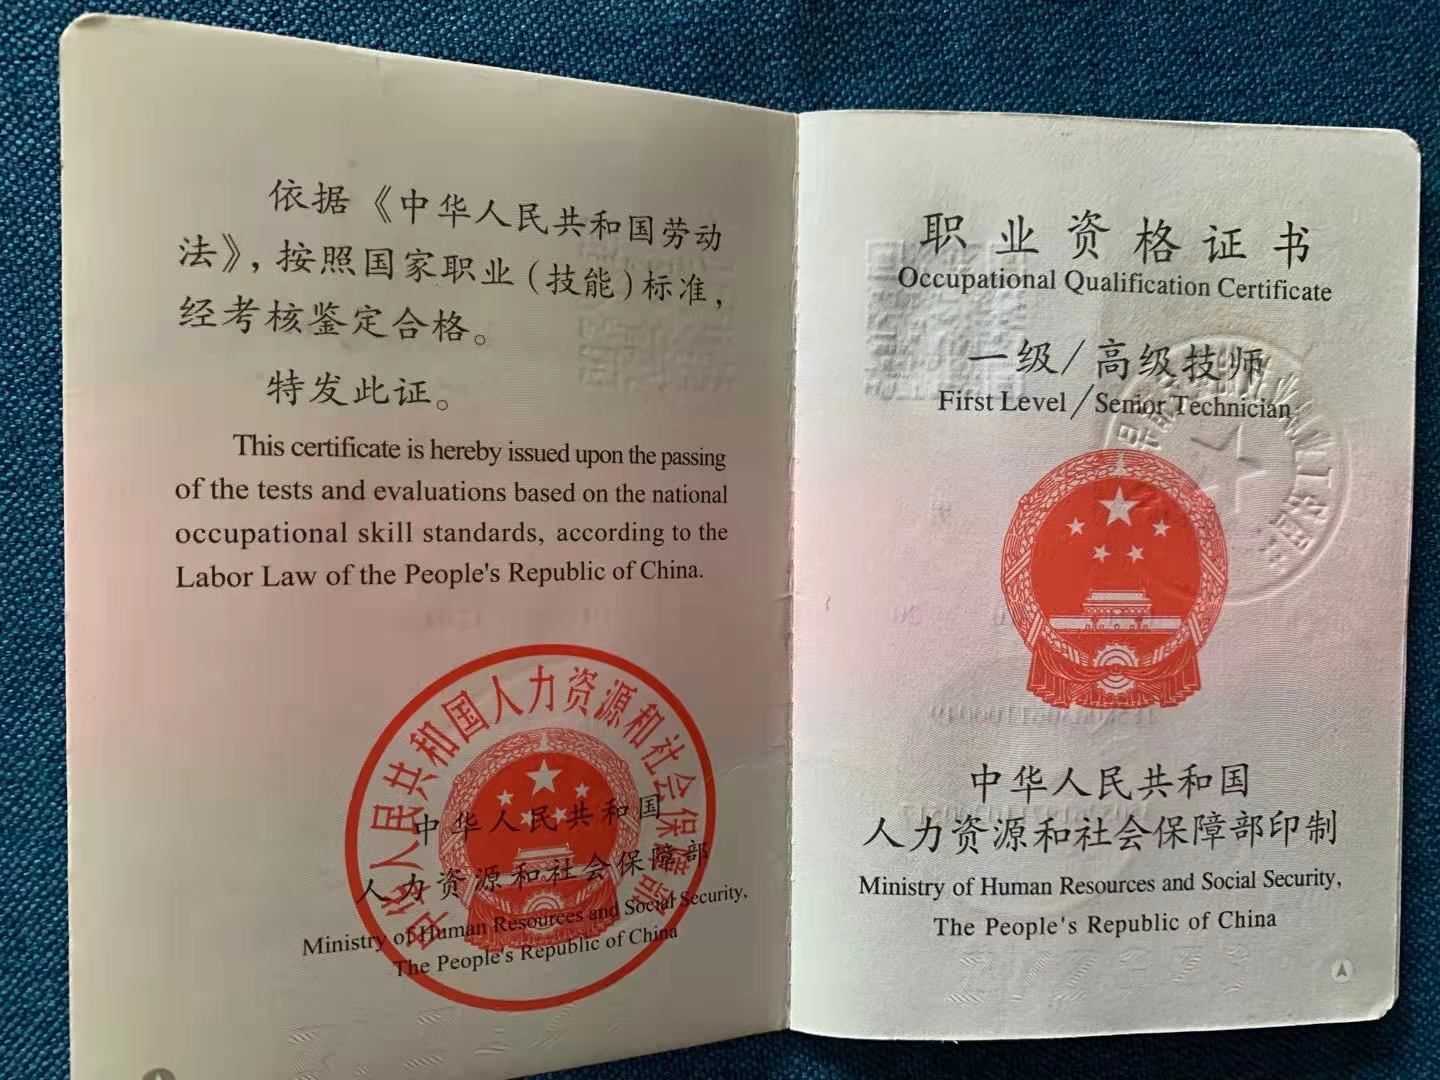 依据《中华人民共和国劳动
法》，按照国家职业（技能）标准，
经考核鉴定合格。
特发此证。
This certificate is hereby issued upon the passing
of the tests and evaluations based on the national
occupational skill standards, according to the
Labor Law of the People's Republic of China.
中华人民共和国人力资源和社会保障部
中华人民共和国
人力资源和社会保障部
Ministry of Human Resources and Social Security,
The People's Republic of China
职业资格证书
Occupational Qualification Certificate
一级/高级技师
First Level/Senior Technician
中华人民共和国
人力资源和社会保障部印制
Ministry of Human Resources and Social Security,
The People's Republic of China